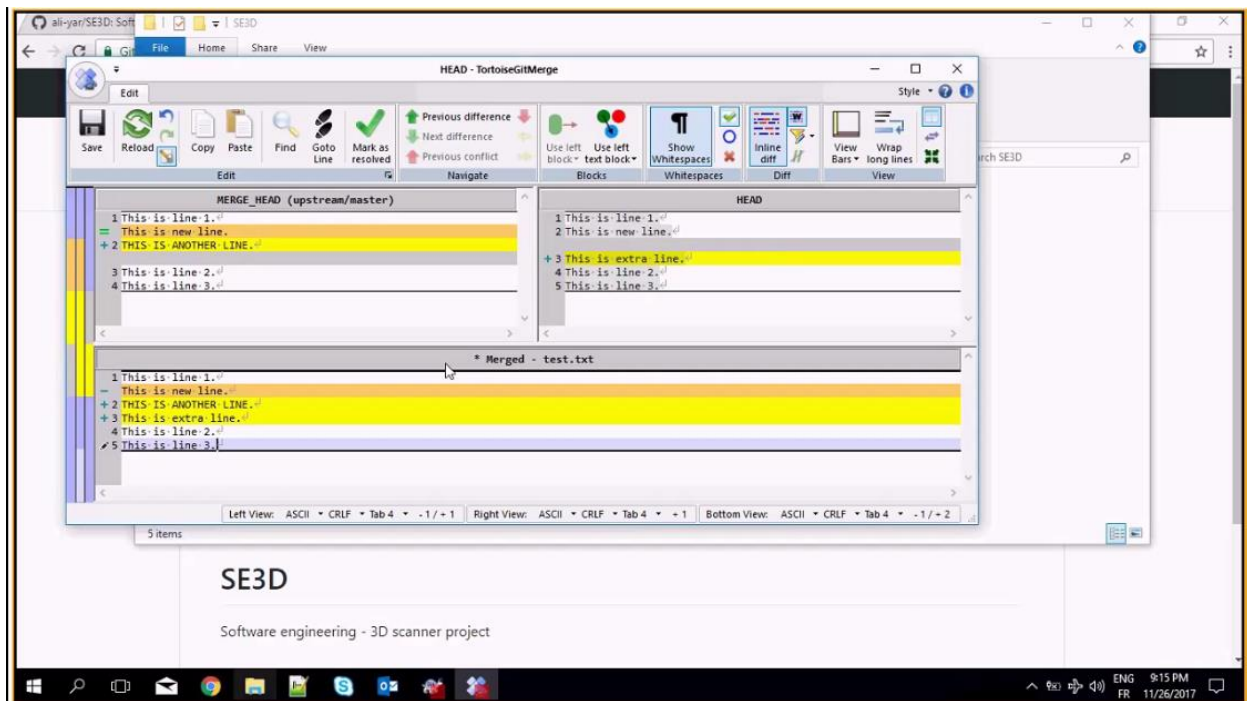 ali-yar/SE3D: Soft
SE3D
Git
File Home Share View
HEAD - TortoiseGitMerge
Edit
Style
Save Reload Copy Paste Find Goto Line Mark as resolved
Previous difference
Next difference
Previous conflict
Use left block Use left text block
Show Whitespaces
Inline diff
View Bars Wrap long lines
Edit Navigate Blocks Whitespaces Diff View
rch SE3D
MERGE_HEAD (upstream/master)
1 This is line 1.
= This is new line.
+ 2 THIS IS ANOTHER LINE.
3 This is line 2.
4 This is line 3.
HEAD
1 This is line 1.
2 This is new line.
+ 3 This is extra line.
4 This is line 2.
5 This is line 3.
* Merged - test.txt
1 This is line 1.
- This is new line.
+ 2 THIS IS ANOTHER LINE.
+ 3 This is extra line.
4 This is line 2.
5 This is line 3.
Left View: ASCII CRLF Tab 4 - 1 / + 1 Right View: ASCII CRLF Tab 4 + 1 Bottom View: ASCII CRLF Tab 4 - 1 / + 2
5 items
SE3D
Software engineering - 3D scanner project
ENG 9:15 PM
FR 11/26/2017